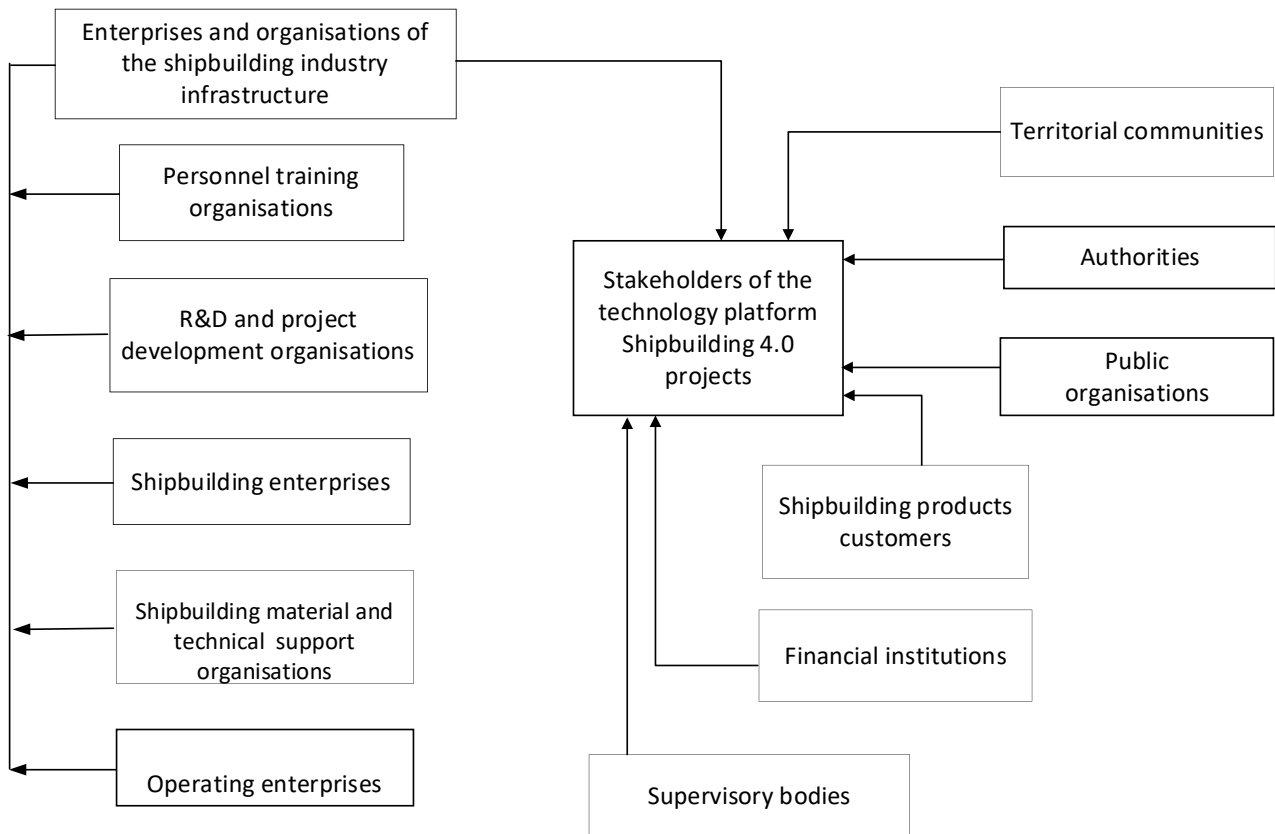 Enterprises and organisations of
the shipbuilding industry
infrastructure
Personnel training
organisations
R&D and project
development organisations
Shipbuilding enterprises
Shipbuilding material and
technical support
organisations
Operating enterprises
Stakeholders of the
technology platform
Shipbuilding 4.0
projects
Territorial communities
Authorities
Public
organisations
Shipbuilding products
customers
Financial institutions
Supervisory bodies